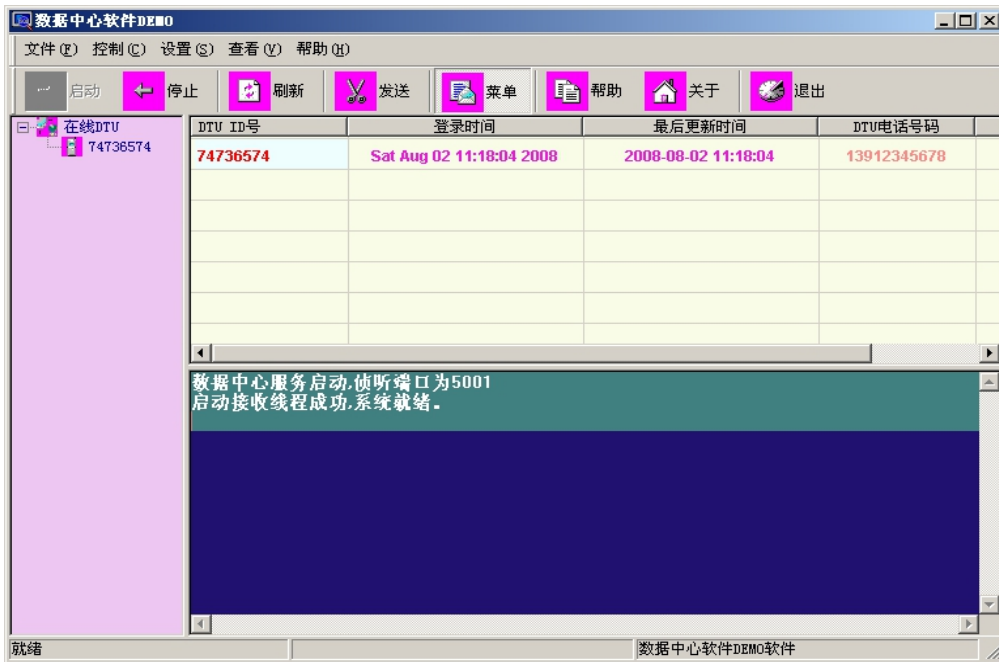 数据中心软件DEMO
文件(F) 控制(C) 设置(S) 查看(V) 帮助(H)
启动 停止 刷新 发送 菜单 帮助 关于 退出
在线DTU
74736574
DTU ID号 登录时间 最后更新时间 DTU电话号码
74736574 Sat Aug 02 11:18:04 2008 2008-08-02 11:18:04 13912345678
数据中心服务启动,侦听端口为5001
启动接收线程成功,系统就绪.
就绪 数据中心软件DEMO软件